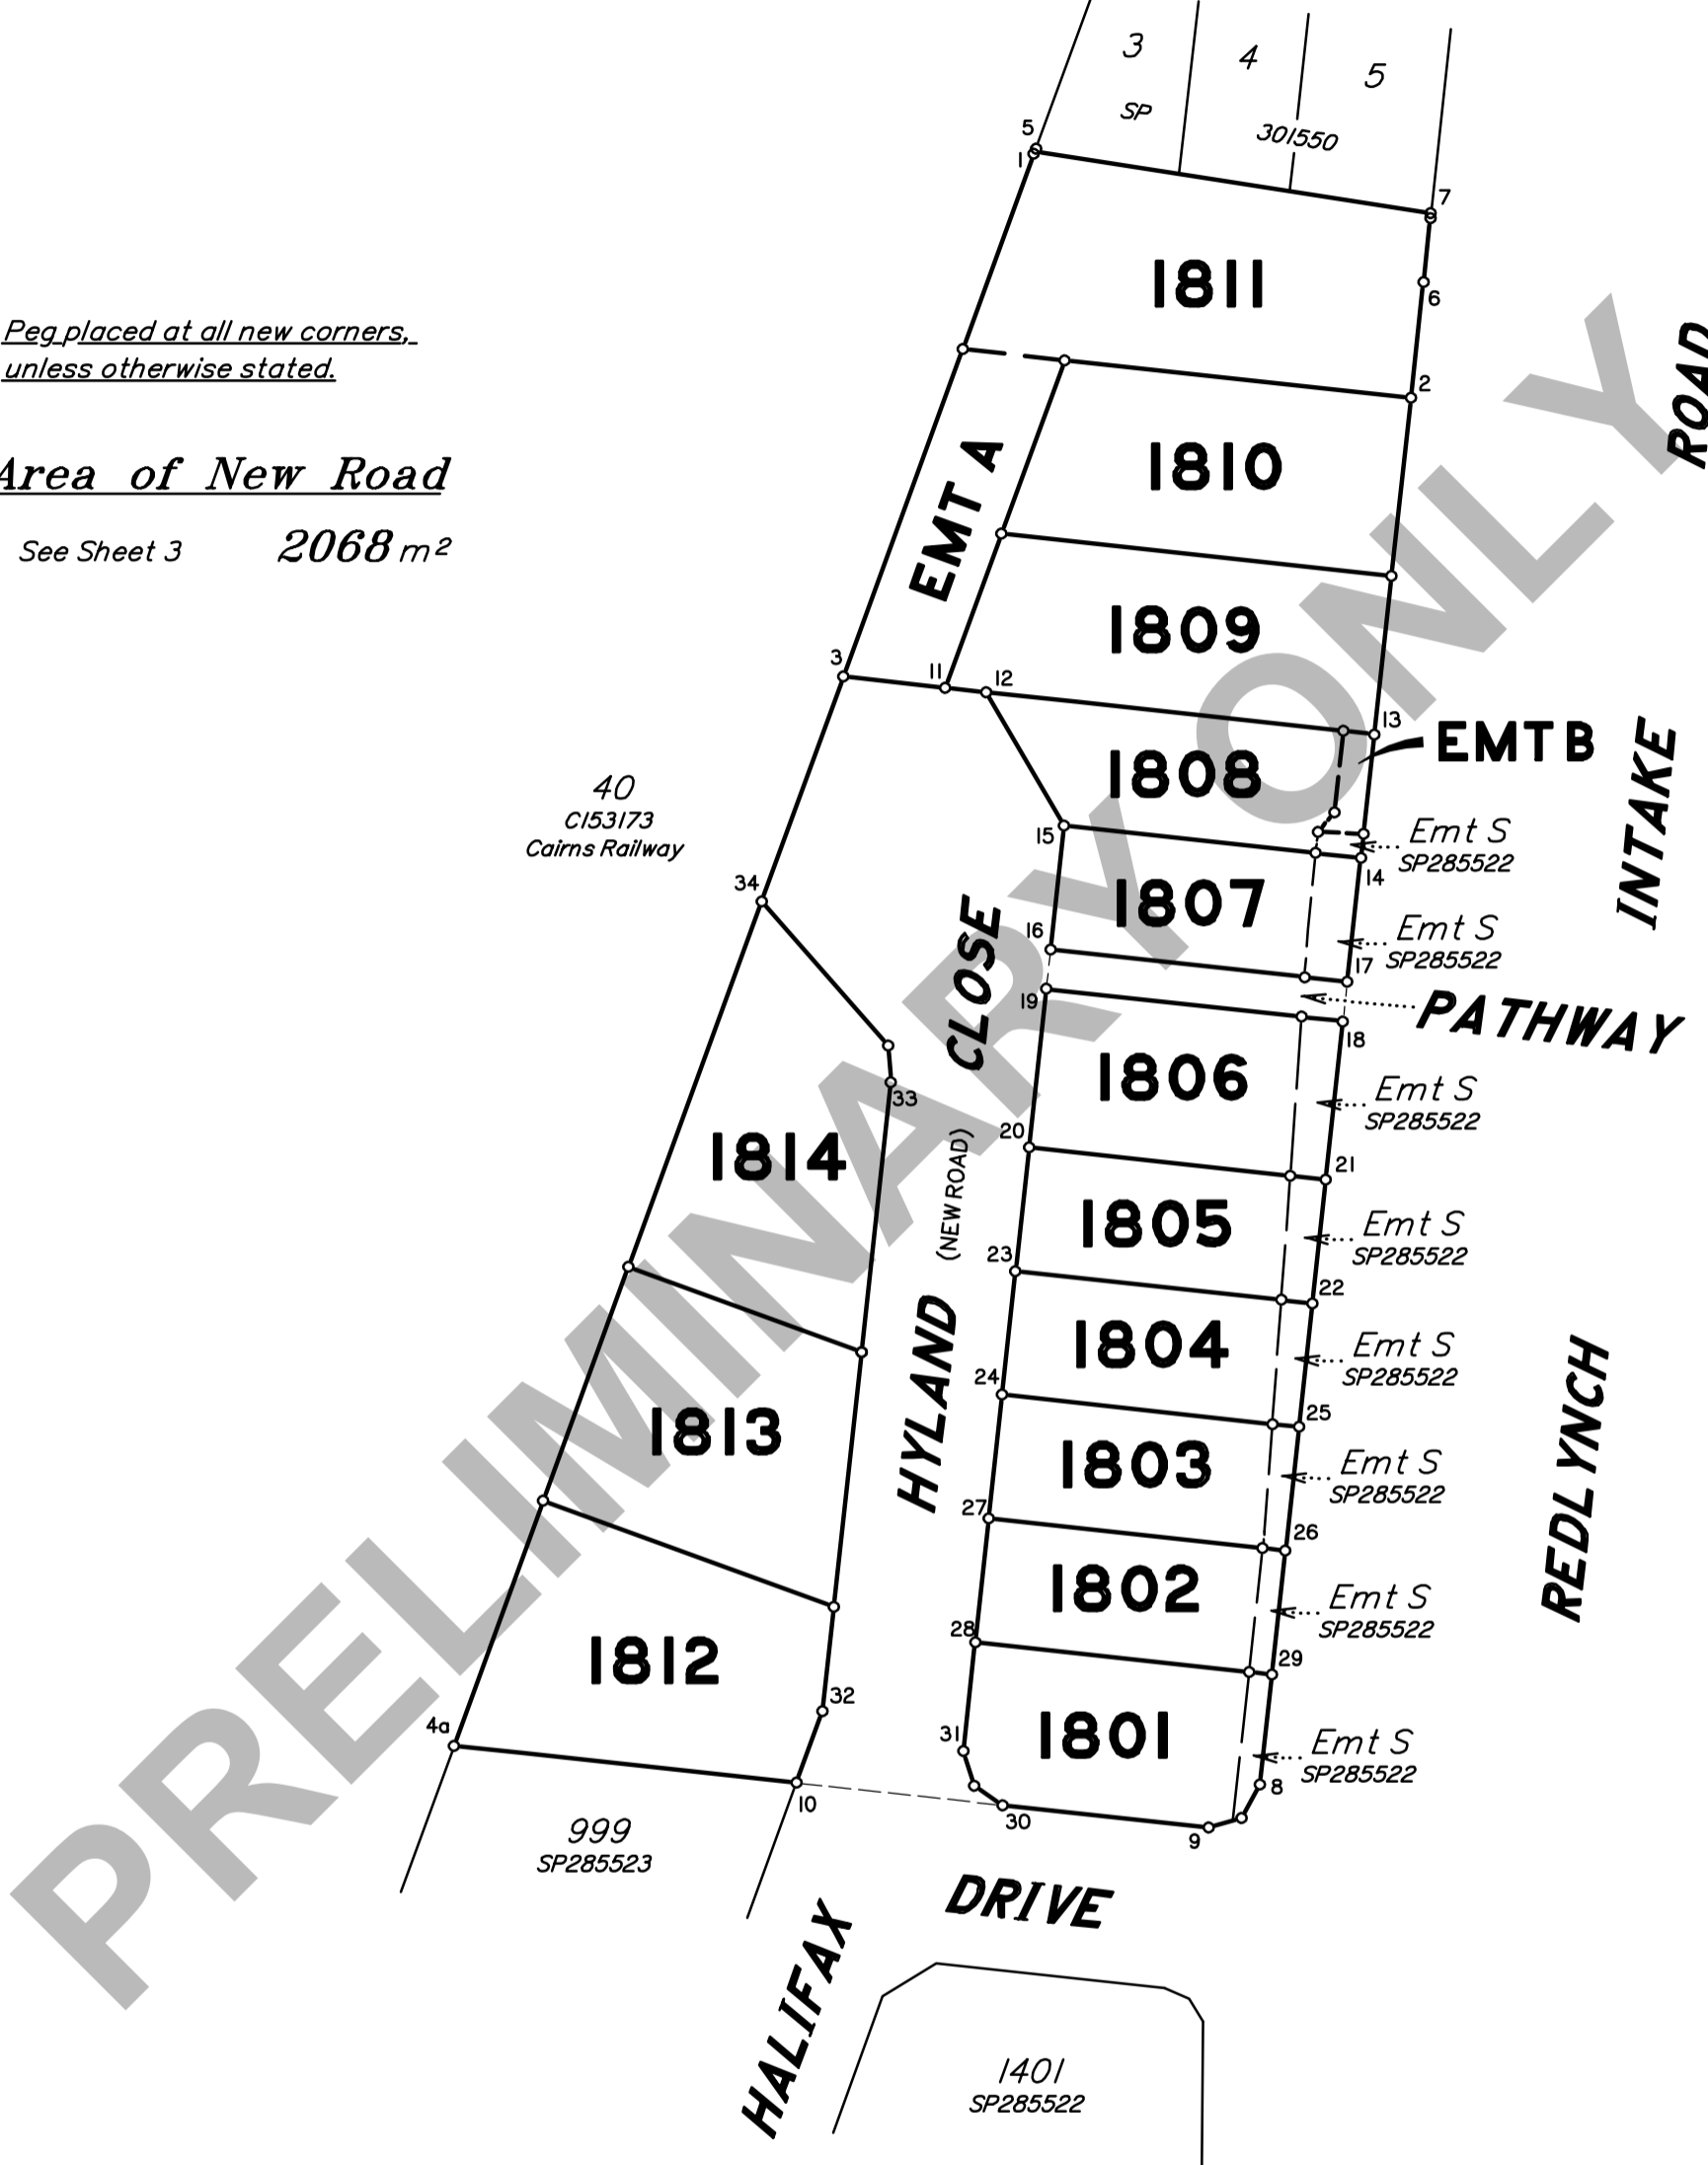 3
4
5
SP
301550
5
1
7
1811
6
Peg placed at all new corners,
unless otherwise stated.
2
ROAD
Area of New Road
See Sheet 3 2068 m²
1810
EMT A
1809
3
11
12
13
EMT B
1808
40
C153173
Cairns Railway
15
Emt S
SP285522
14
34
1807
16
Emt S
SP285522
17
INTAKE
CLOSE
19
PATHWAY
18
1806
33
Emt S
SP285522
20
21
1814
(NEW ROAD)
1805
Emt S
SP285522
23
22
1804
Emt S
SP285522
24
25
HYLAND
1813
1803
Emt S
SP285522
27
26
REDLYNCH
1802
Emt S
SP285522
28
29
1812
32
4a
31
1801
Emt S
SP285522
8
10
30
9
999
SP285523
DRIVE
HALIFAX
1401
SP285522
PRELIMINARY ONLY